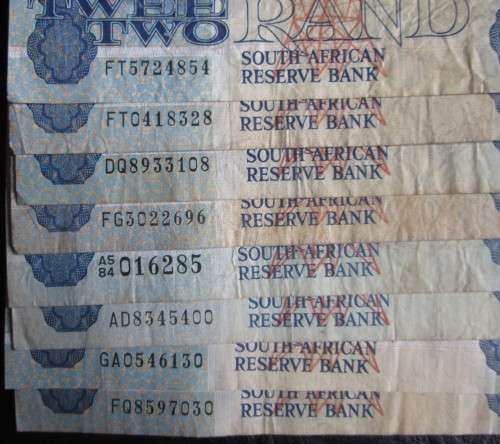 TWEE RAND
TWO
FT5724854 SOUTH AFRICAN
RESERVE BANK
FT0418328 SOUTH AFRICAN
RESERVE BANK
DQ8933108 SOUTH AFRICAN
RESERVE BANK
FG3022696 SOUTH AFRICAN
RESERVE BANK
A5/84 016285 SOUTH AFRICAN
RESERVE BANK
AD8345400 SOUTH AFRICAN
RESERVE BANK
GA0546130 SOUTH AFRICAN
RESERVE BANK
FQ8597030 SOUTH AFRICAN
RESERVE BANK